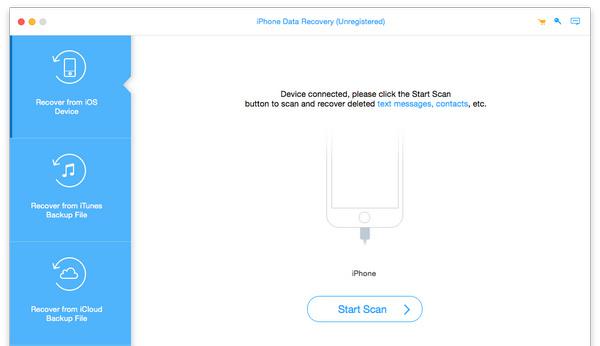 iPhone Data Recovery (Unregistered)
Recover from iOS
Device
Recover from iTunes
Backup File
Recover from iCloud
Backup File
Device connected, please click the Start Scan
button to scan and recover deleted text messages, contacts, etc.
iPhone
Start Scan